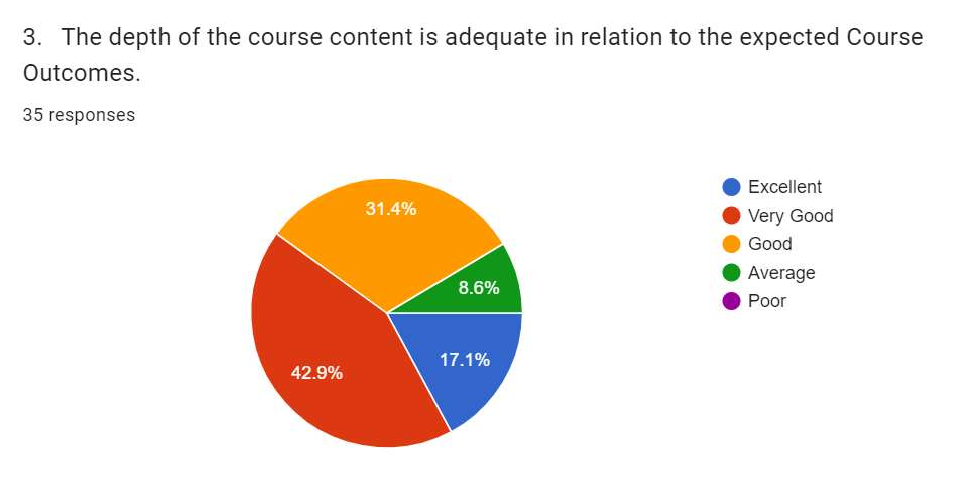 3. The depth of the course content is adequate in relation to the expected Course
Outcomes.
35 responses
31.4%
8.6%
17.1%
42.9%
Excellent
Very Good
Good
Average
Poor